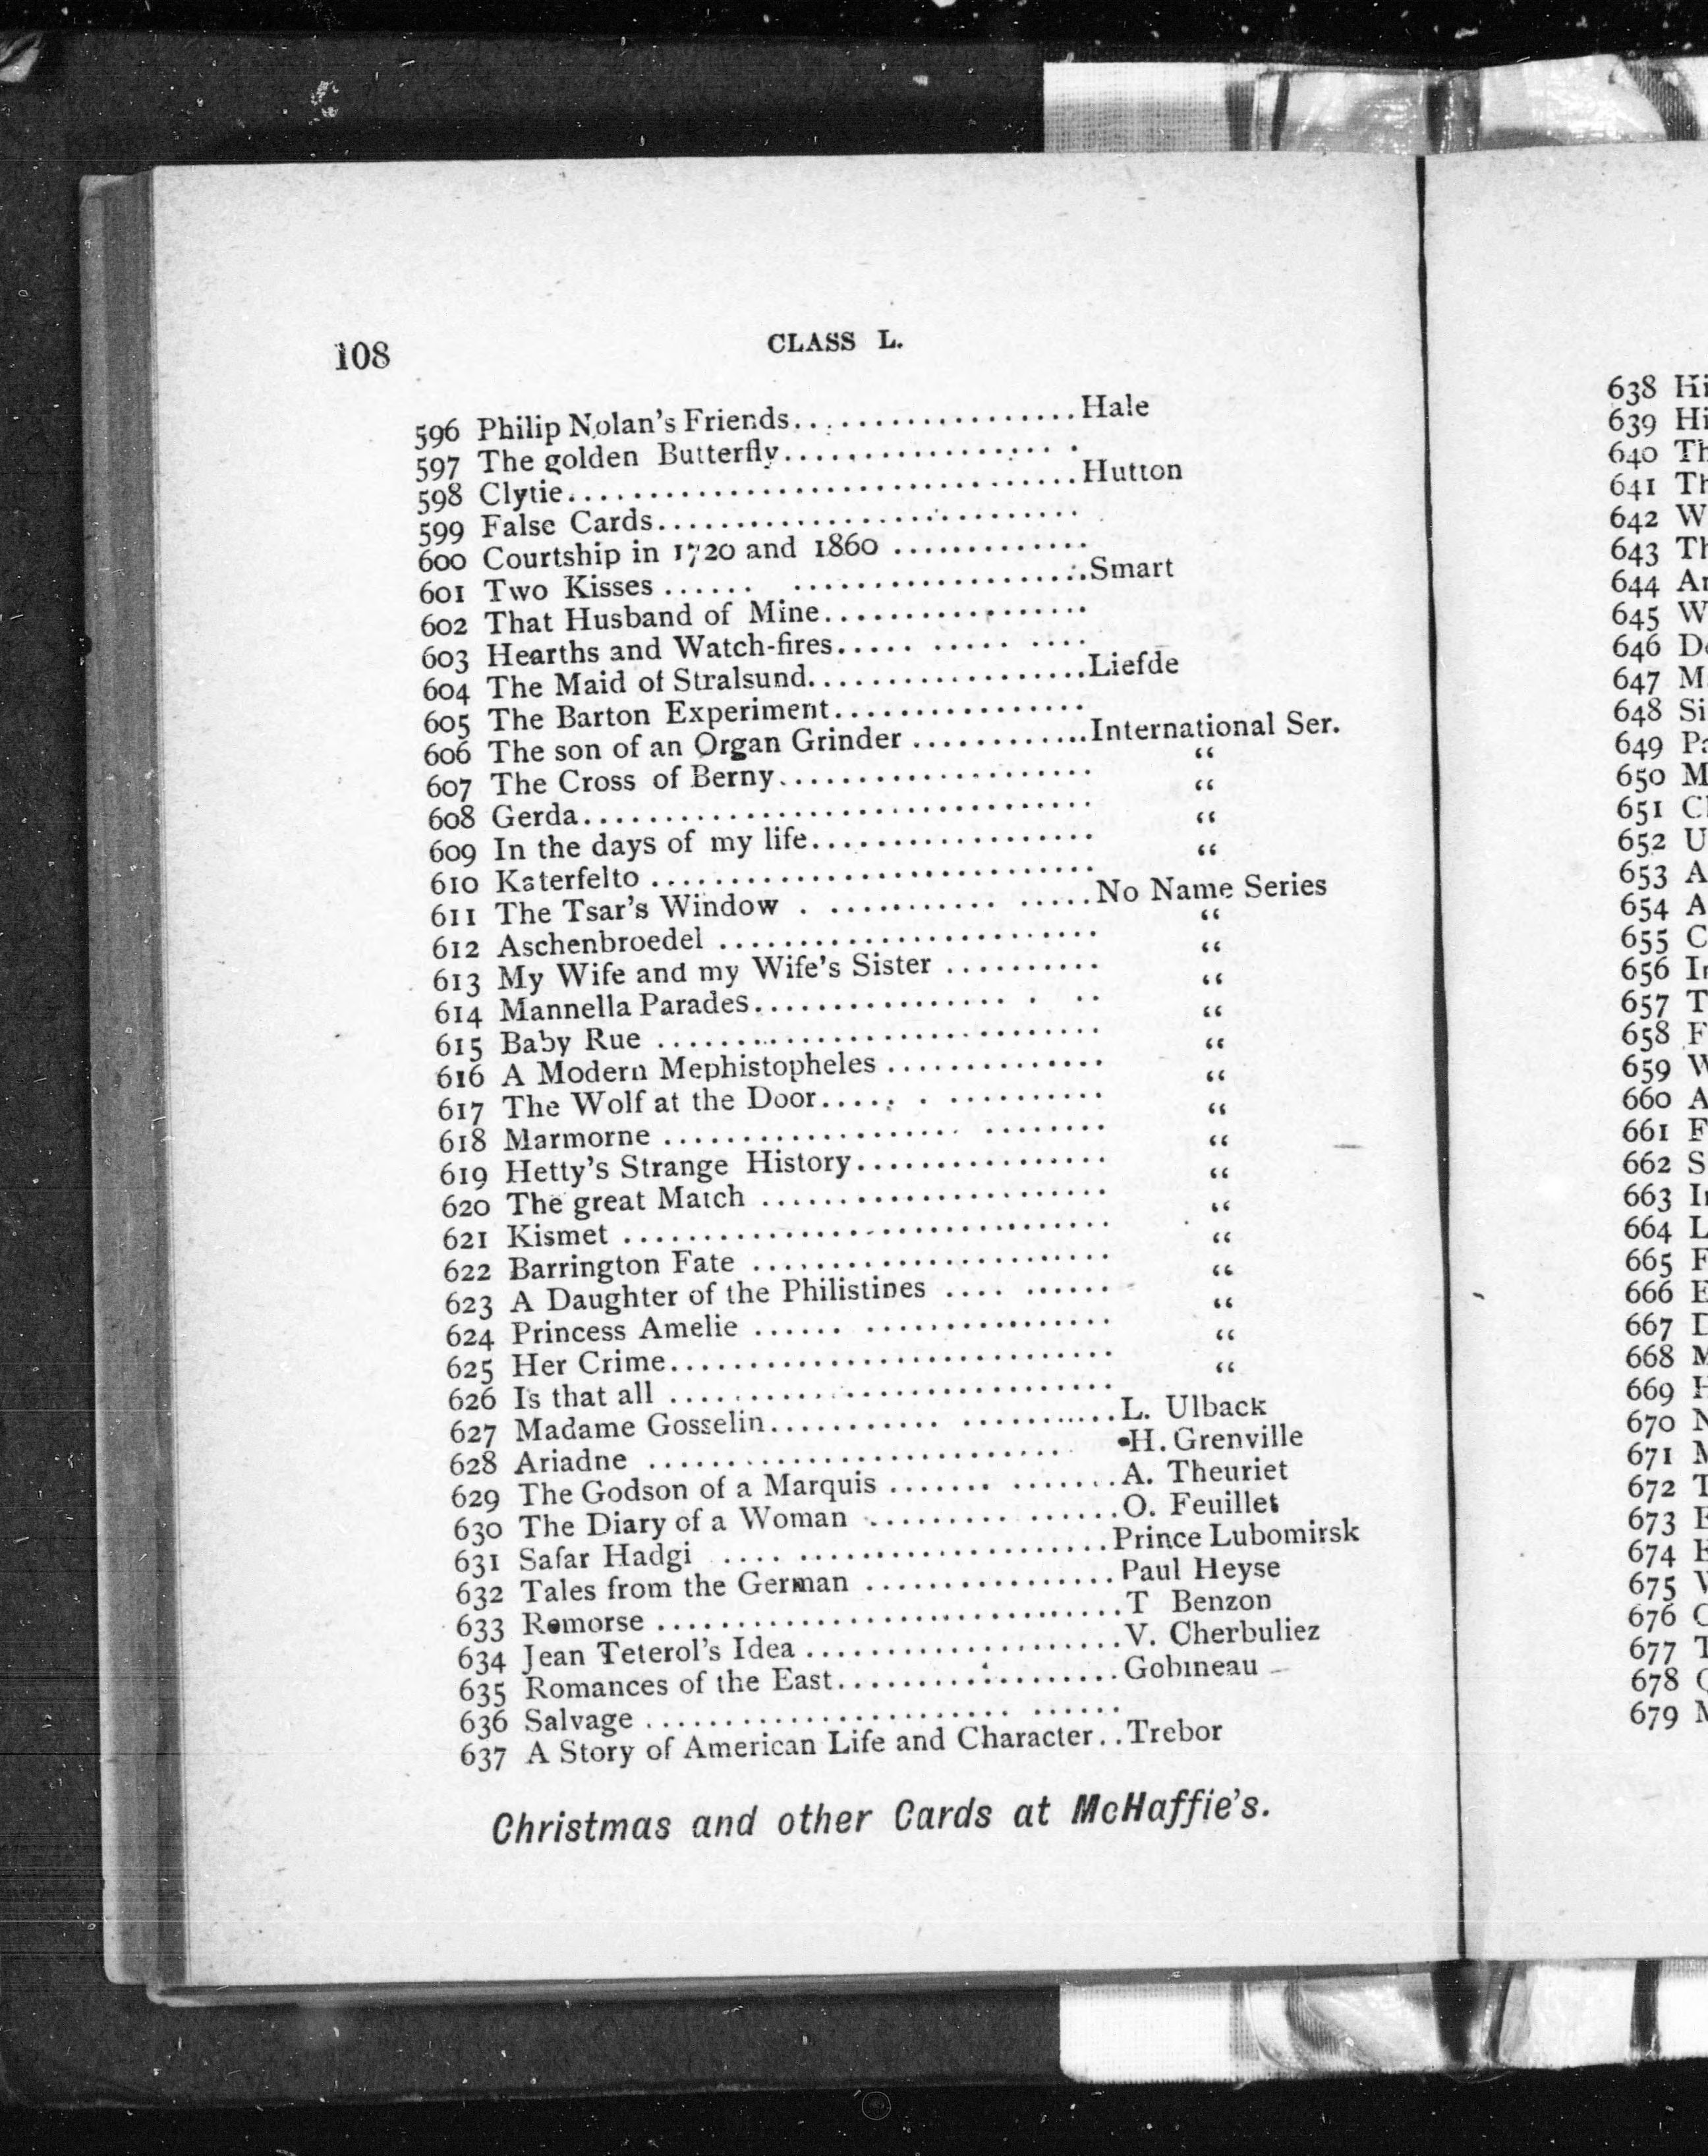 108
CLASS L.
596 Philip Nolan's Friends..................Hale
597 The golden Butterfly..................
598 Clytie................................Hutton
599 False Cards..........................
600 Courtship in 1720 and 1860 .............
601 Two Kisses ...... ...................Smart
602 That Husband of Mine.................
603 Hearths and Watch-fires..... ..... ....
604 The Maid of Stralsund..................Liefde
605 The Barton Experiment................
606 The son of an Organ Grinder ............International Ser.
607 The Cross of Berny.................... “
608 Gerda................................ “
609 In the days of my life.................. “
610 Katerfelto ............................ “
611 The Tsar's Window . .......... .....No Name Series
612 Aschenbroedel ........................ “
613 My Wife and my Wife's Sister .......... “
614 Mannella Parades................ . .. “
615 Baby Rue ............................ “
616 A Modern Mephistopheles .............. “
617 The Wolf at the Door..... . .......... “
618 Marmorne ................... ........ “
619 Hetty's Strange History................ “
620 The great Match ...................... “
621 Kismet ............................... “
622 Barrington Fate ....................... “
623 A Daughter of the Philistines .... ...... “
624 Princess Amelie ...... ................ “
625 Her Crime............................ “
626 Is that all ............................ “
627 Madame Gosselin........... ..........L. Ulback
628 Ariadne .......................... H. Grenville
629 The Godson of a Marquis ....... .......A. Theuriet
630 The Diary of a Woman .......... ......O. Feuillet
631 Safar Hadgi .... ...................Prince Lubomirsk
632 Tales from the German ................Paul Heyse
633 Remorse .............................T Benzon
634 Jean Teterol's Idea ....................V. Cherbuliez
635 Romances of the East..................Gobineau
636 Salvage ........................ ......
637 A Story of American Life and Character..Trebor
Christmas and other Cards at McHaffie's.
638
639
640
641
642
643
644
645
646
647
648
649
650
651
652
653
654
655
656
657
658
659
660
661
662
663
664
665
666
667
668
669
670
671
672
673
674
675
676
677
678
679